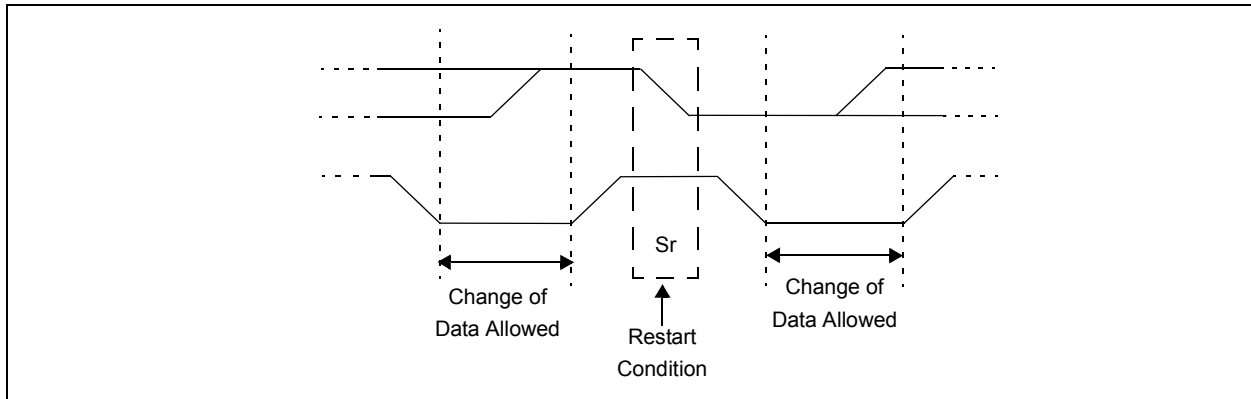 Sr
Change of
Data Allowed
Restart
Condition
Change of
Data Allowed